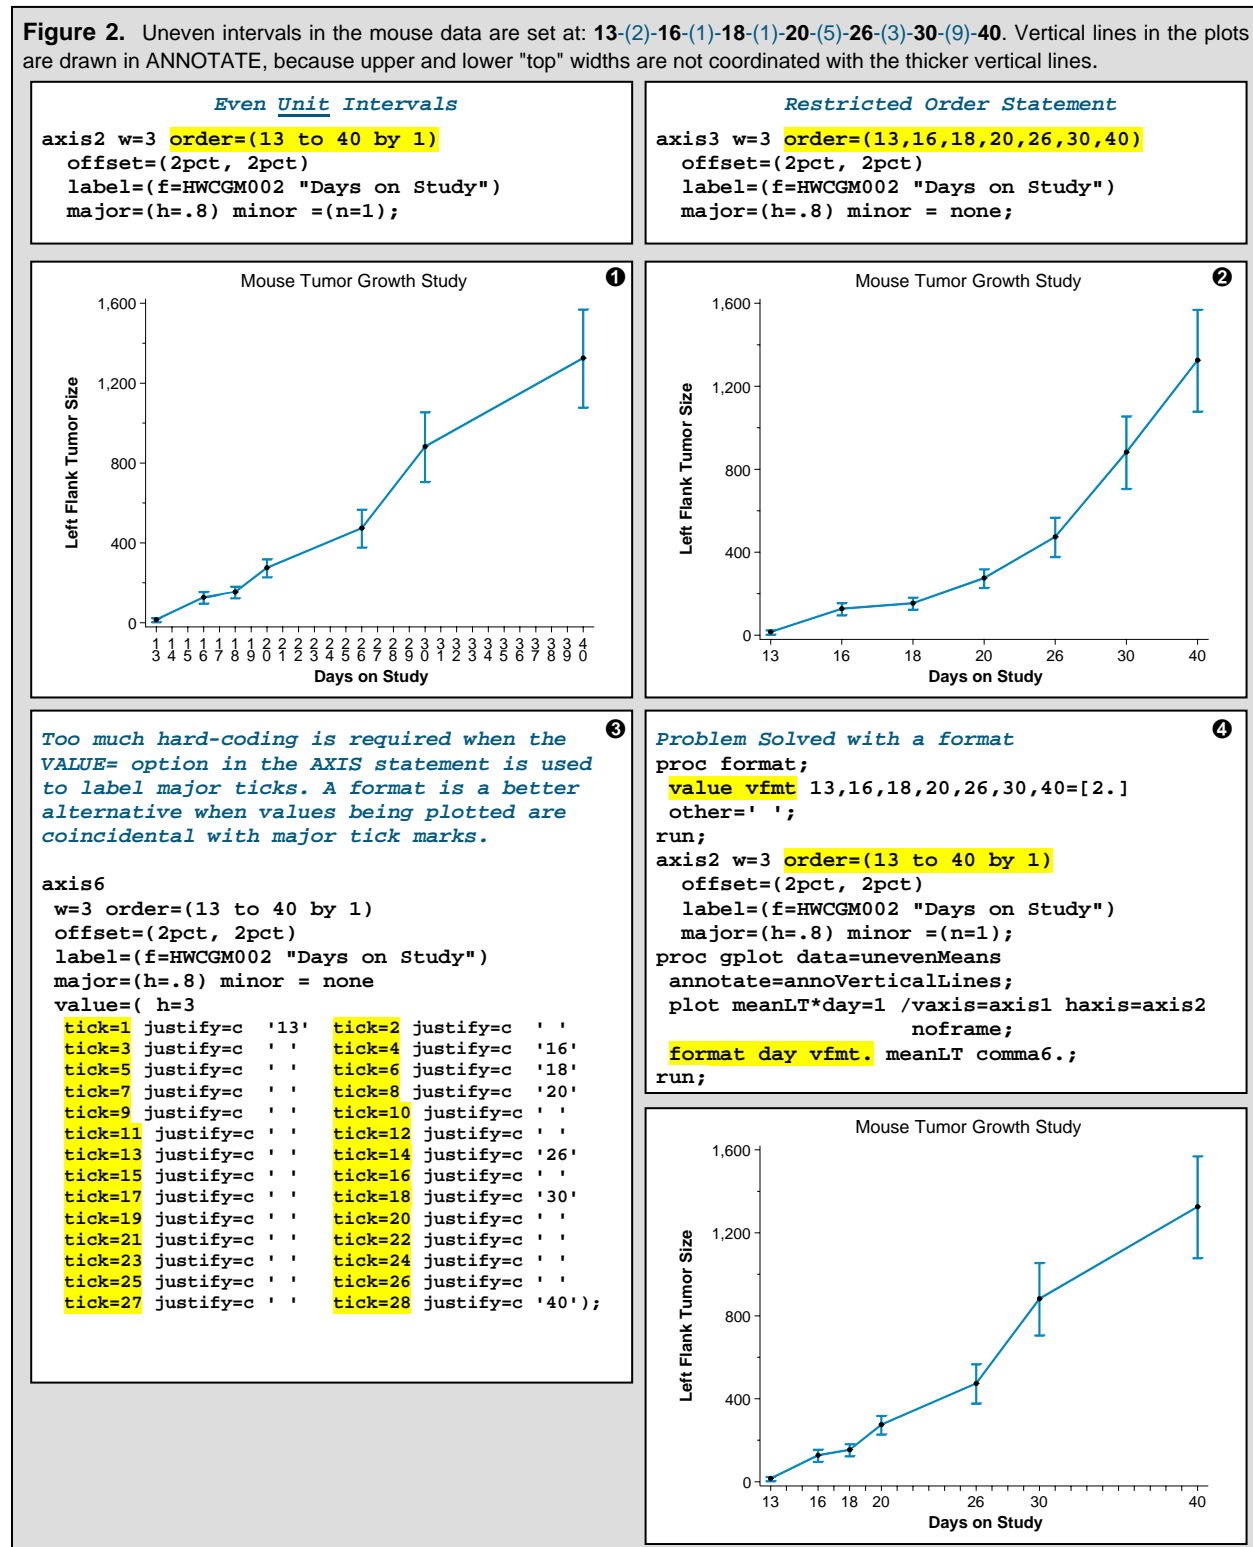 Figure 2. Uneven intervals in the mouse data are set at: 13-(2)-16-(1)-18-(1)-20-(5)-26-(3)-30-(9)-40. Vertical lines in the plots
are drawn in ANNOTATE, because upper and lower "top" widths are not coordinated with the thicker vertical lines.
Even Unit Intervals
axis2 w=3 order=(13 to 40 by 1)
offset=(2pct, 2pct)
label=(f=HWCGM002 "Days on Study")
major=(h=.8) minor =(n=1);
Restricted Order Statement
axis3 w=3 order=(13,16,18,20,26,30,40)
offset=(2pct, 2pct)
label=(f=HWCGM002 "Days on Study")
major=(h=.8) minor = none;
❶
Mouse Tumor Growth Study
Left Flank Tumor Size
1,600
1,200
800
400
0
13 14 15 16 17 18 19 20 21 22 23 24 25 26 27 28 29 30 31 32 33 34 35 36 37 38 39 40
Days on Study
❷
Mouse Tumor Growth Study
Left Flank Tumor Size
1,600
1,200
800
400
0
13 16 18 20 26 30 40
Days on Study
❸
Too much hard-coding is required when the
VALUE= option in the AXIS statement is used
to label major ticks. A format is a better
alternative when values being plotted are
coincidental with major tick marks.
axis6
w=3 order=(13 to 40 by 1)
offset=(2pct, 2pct)
label=(f=HWCGM002 "Days on Study")
major=(h=.8) minor = none
value=( h=3
tick=1 justify=c '13' tick=2 justify=c ' '
tick=3 justify=c ' ' tick=4 justify=c '16'
tick=5 justify=c ' ' tick=6 justify=c '18'
tick=7 justify=c ' ' tick=8 justify=c '20'
tick=9 justify=c ' ' tick=10 justify=c ' '
tick=11 justify=c ' ' tick=12 justify=c ' '
tick=13 justify=c ' ' tick=14 justify=c '26'
tick=15 justify=c ' ' tick=16 justify=c ' '
tick=17 justify=c ' ' tick=18 justify=c '30'
tick=19 justify=c ' ' tick=20 justify=c ' '
tick=21 justify=c ' ' tick=22 justify=c ' '
tick=23 justify=c ' ' tick=24 justify=c ' '
tick=25 justify=c ' ' tick=26 justify=c ' '
tick=27 justify=c ' ' tick=28 justify=c '40');
❹
Problem Solved with a format
proc format;
value vfmt 13,16,18,20,26,30,40=[2.]
other=' ';
run;
axis2 w=3 order=(13 to 40 by 1)
offset=(2pct, 2pct)
label=(f=HWCGM002 "Days on Study")
major=(h=.8) minor =(n=1);
proc gplot data=unevenMeans
annotate=annoVerticalLines;
plot meanLT*day=1 /vaxis=axis1 haxis=axis2
noframe;
format day vfmt. meanLT comma6.;
run;
Mouse Tumor Growth Study
Left Flank Tumor Size
1,600
1,200
800
400
0
13 16 18 20 26 30 40
Days on Study